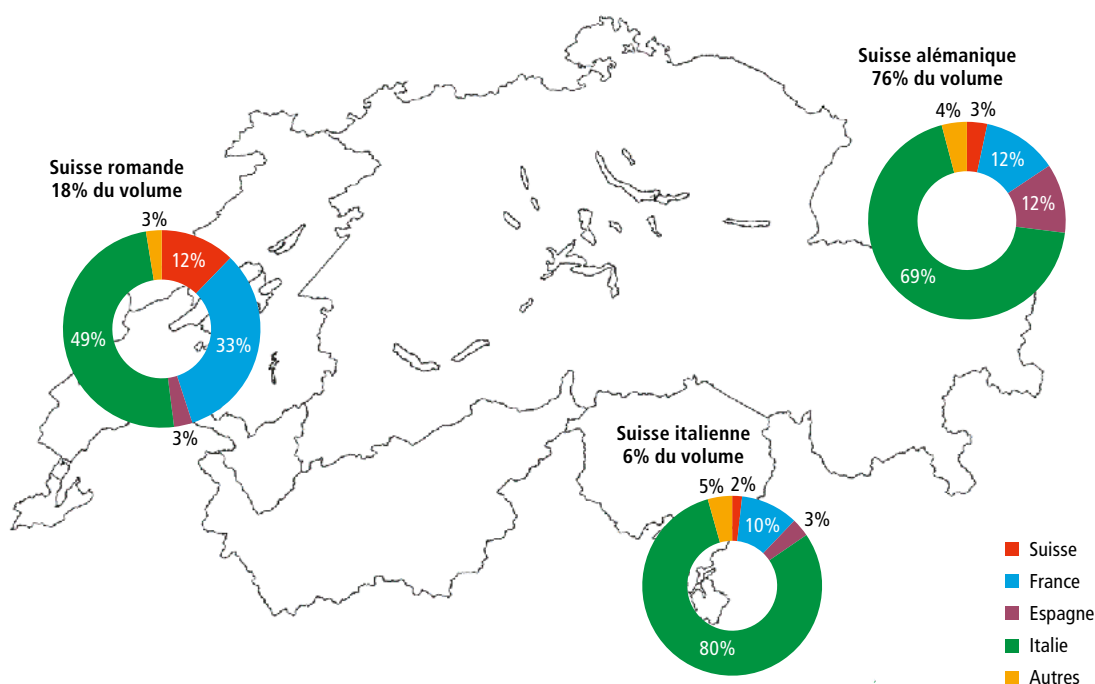 Suisse alémanique
76% du volume
4%
3%
12%
12%
69%
Suisse romande
18% du volume
3%
12%
33%
3%
49%
Suisse italienne
6% du volume
5%
2%
10%
3%
80%
Suisse
France
Espagne
Italie
Autres